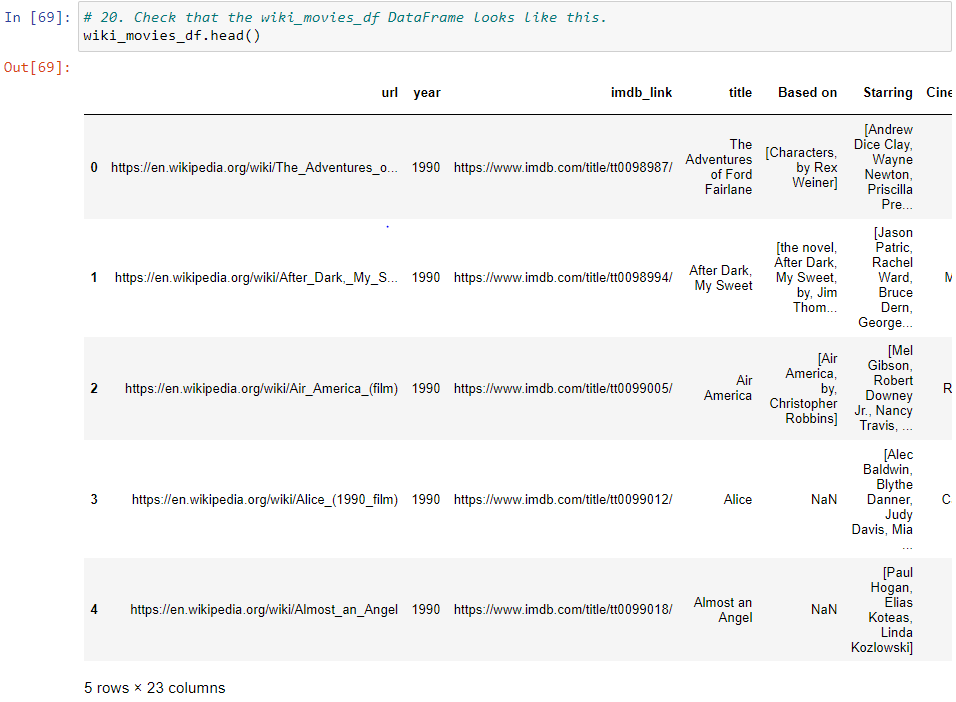 In [69]: # 20. Check that the wiki_movies_df DataFrame looks like this.
wiki_movies_df.head()
Out[69]:
url year imdb_link title Based on Starring Cine
0 https://en.wikipedia.org/wiki/The_Adventures_o... 1990 https://www.imdb.com/title/tt0098987/ The Adventures of Ford Fairlane [Characters, by Rex Weiner] [Andrew Dice Clay, Wayne Newton, Priscilla Pre...
1 https://en.wikipedia.org/wiki/After_Dark,_My_S... 1990 https://www.imdb.com/title/tt0098994/ After Dark, My Sweet [the novel, After Dark, My Sweet, by, Jim Thom... [Jason Patric, Rachel Ward, Bruce Dern, George... M
2 https://en.wikipedia.org/wiki/Air_America_(film) 1990 https://www.imdb.com/title/tt0099005/ Air America [Air America, by, Christopher Robbins] [Mel Gibson, Robert Downey Jr., Nancy Travis, ... R
3 https://en.wikipedia.org/wiki/Alice_(1990_film) 1990 https://www.imdb.com/title/tt0099012/ Alice NaN [Alec Baldwin, Blythe Danner, Judy Davis, Mia ... C
4 https://en.wikipedia.org/wiki/Almost_an_Angel 1990 https://www.imdb.com/title/tt0099018/ Almost an Angel NaN [Paul Hogan, Elias Koteas, Linda Kozlowski]
5 rows × 23 columns